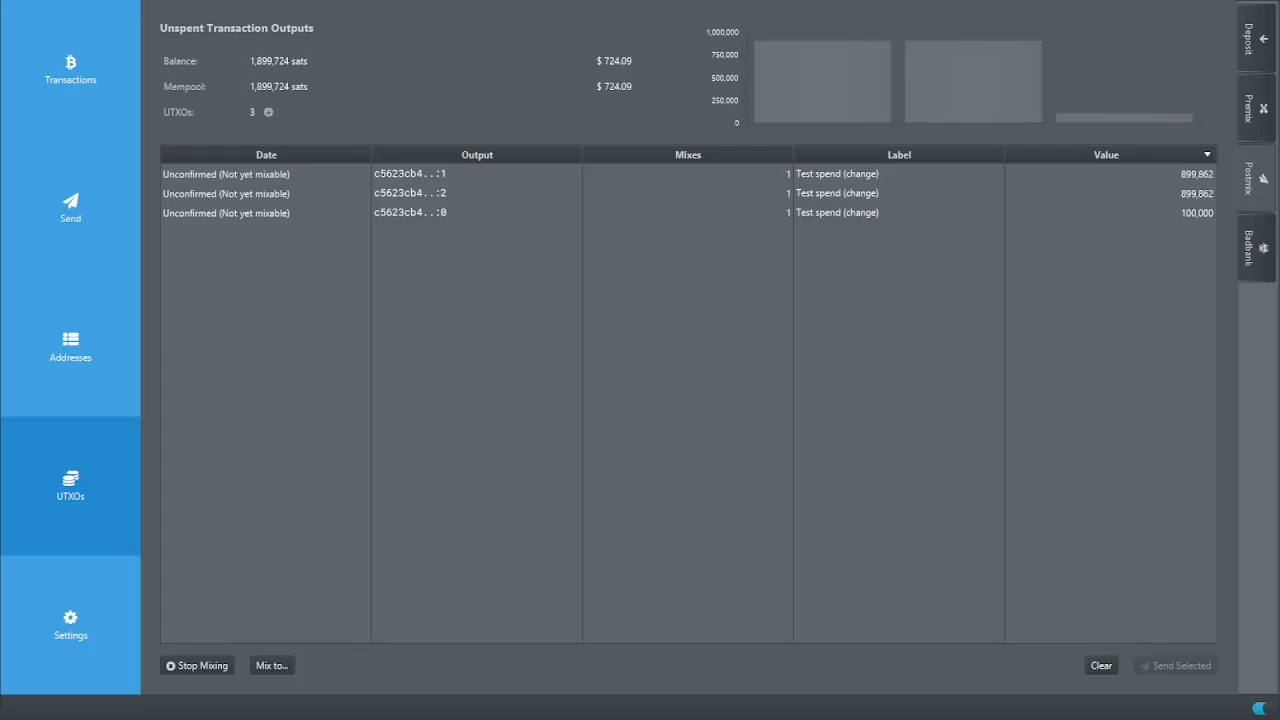 Transactions
Send
Addresses
UTXOs
Settings
Unspent Transaction Outputs
Balance: 1,899,724 sats $ 724.09
Mempool: 1,899,724 sats $ 724.09
UTXOs: 3
1,000,000
750,000
500,000
250,000
0
Date Output Mixes Label Value
Unconfirmed (Not yet mixable) c5623cb4..:1 1 Test spend (change) 899,862
Unconfirmed (Not yet mixable) c5623cb4..:2 1 Test spend (change) 899,862
Unconfirmed (Not yet mixable) c5623cb4..:0 1 Test spend (change) 100,000
Stop Mixing Mix to... Clear Send Selected
Deposit
Premix
Postmix
Badbank